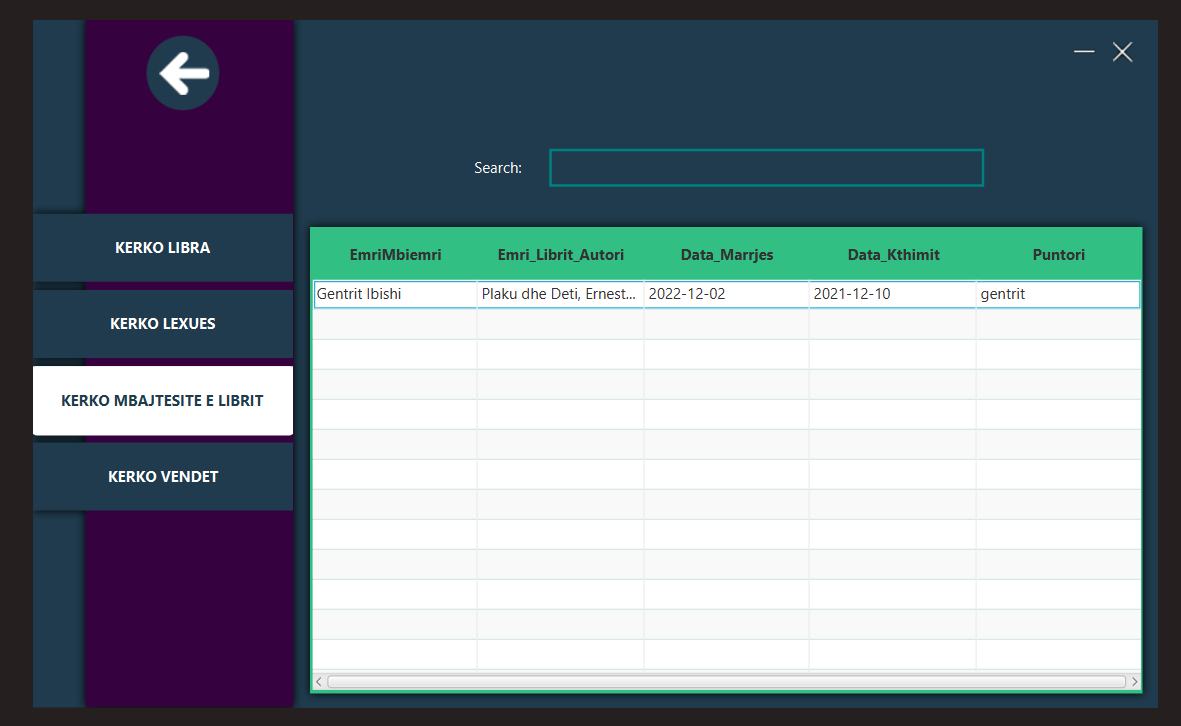 Search:
KERKO LIBRA
KERKO LEXUES
KERKO MBAJTESITE E LIBRIT
KERKO VENDET
EmriMbiemri Emri_Librit_Autori Data_Marrjes Data_Kthimit Puntori
Gentrit Ibishi Plaku dhe Deti, Ernest... 2022-12-02 2021-12-10 gentrit